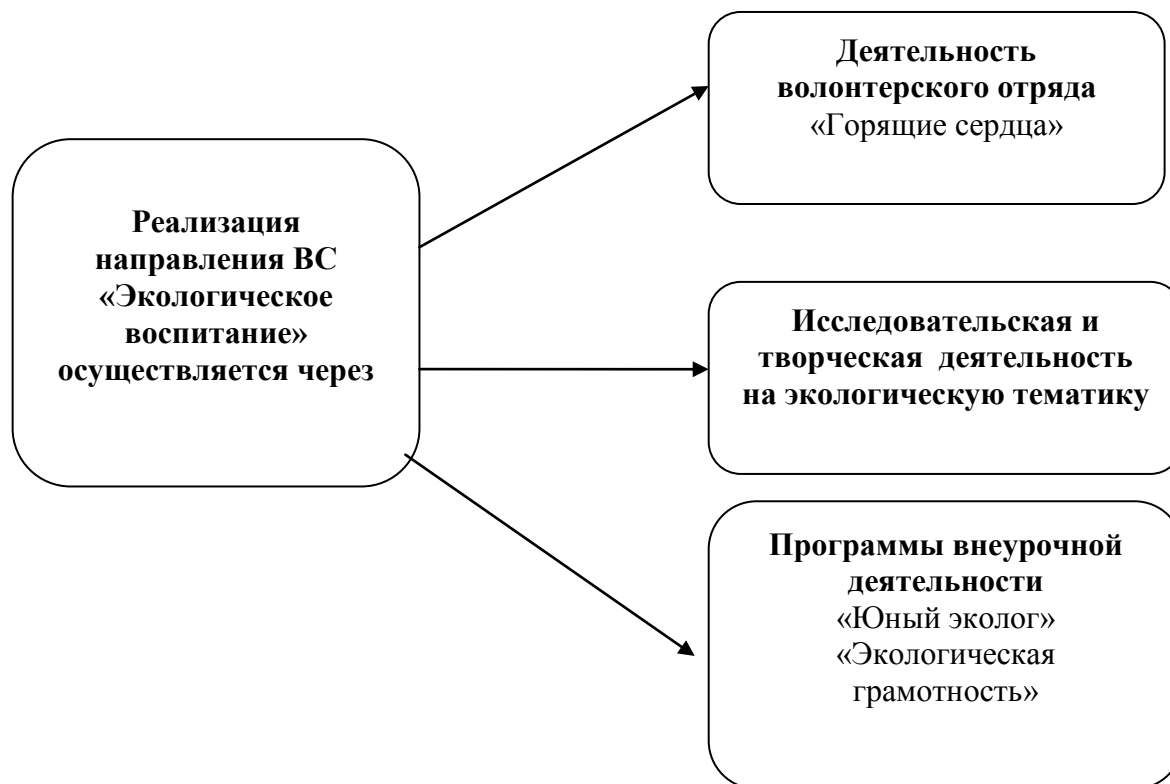 Реализация
направления ВС
«Экологическое
воспитание»
осуществляется через
Деятельность
волонтерского отряда
«Горящие сердца»
Исследовательская и
творческая деятельность
на экологическую тематику
Программы внеурочной
деятельности
«Юный эколог»
«Экологическая
грамотность»